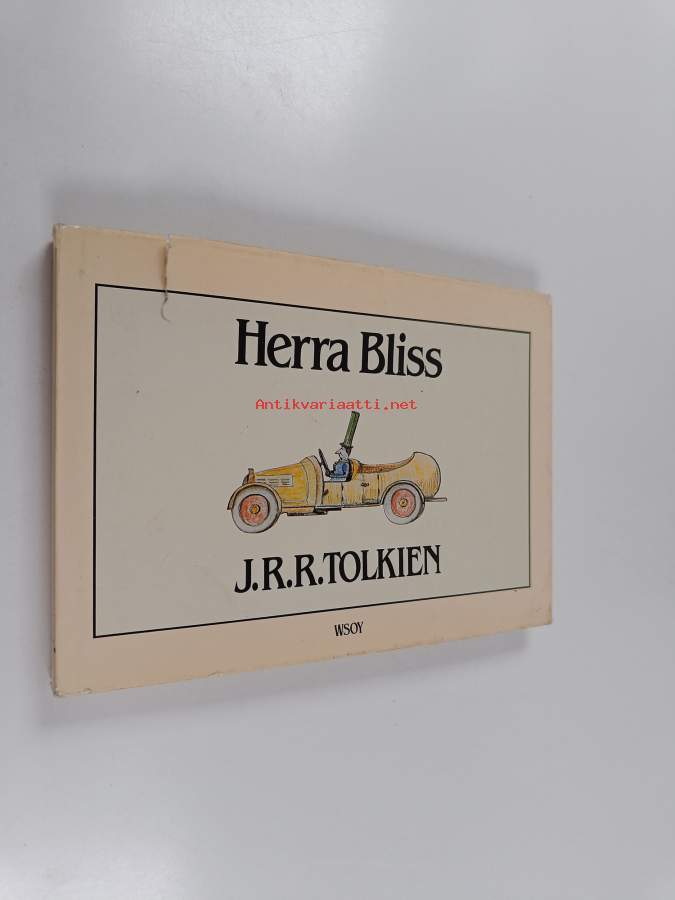 Herra Bliss
Antikvariaatti.net
J.R.R.TOLKIEN
WSOY